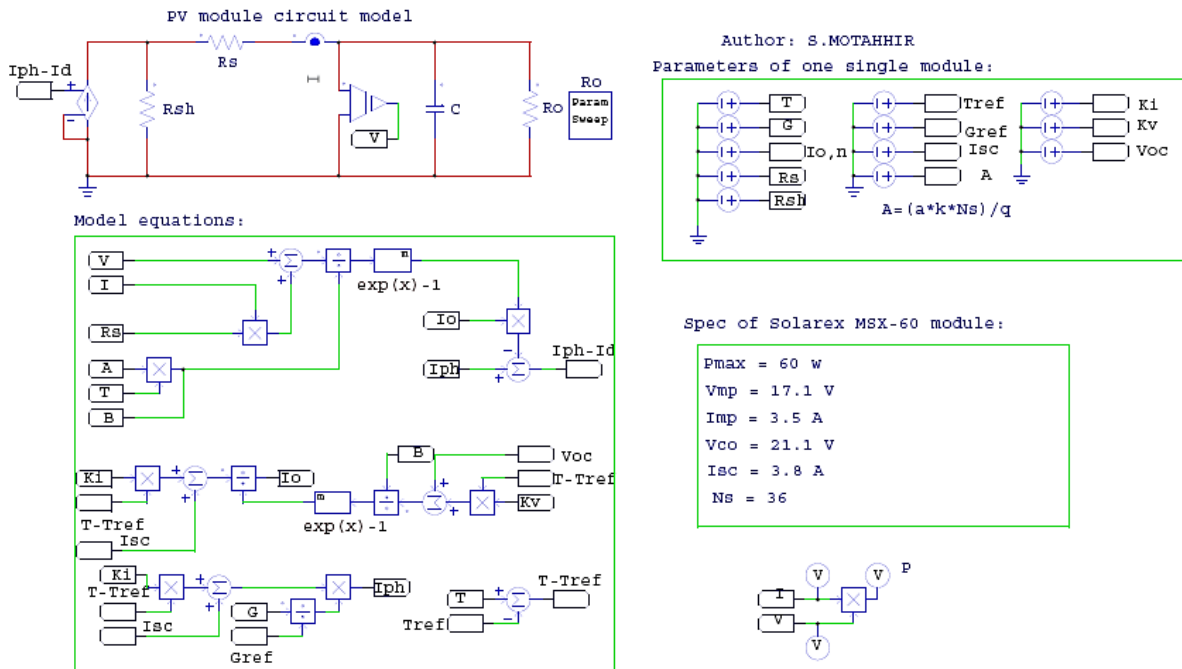 PV module circuit model
Iph-Id
Rs
Rsh
V
C
Ro
Ro
Param
Sweep
Author: S.MOTAHHIR
Parameters of one single module:
T
G
Io,n
Rs
Rsh
Tref
Gref
Isc
A
Ki
Kv
Voc
A=(a*k*Ns)/q
Model equations:
V
I
Rs
A
T
B
exp(x)-1
m
Io
Iph
Iph-Id
Ki
T-Tref
Isc
Io
m
exp(x)-1
B
Voc
T-Tref
Kv
Ki
T-Tref
Isc
G
Gref
Iph
T
Tref
T-Tref
Spec of Solarex MSX-60 module:
Pmax = 60 w
Vmp = 17.1 V
Imp = 3.5 A
Vco = 21.1 V
Isc = 3.8 A
Ns = 36
I
V
V
V
V
P